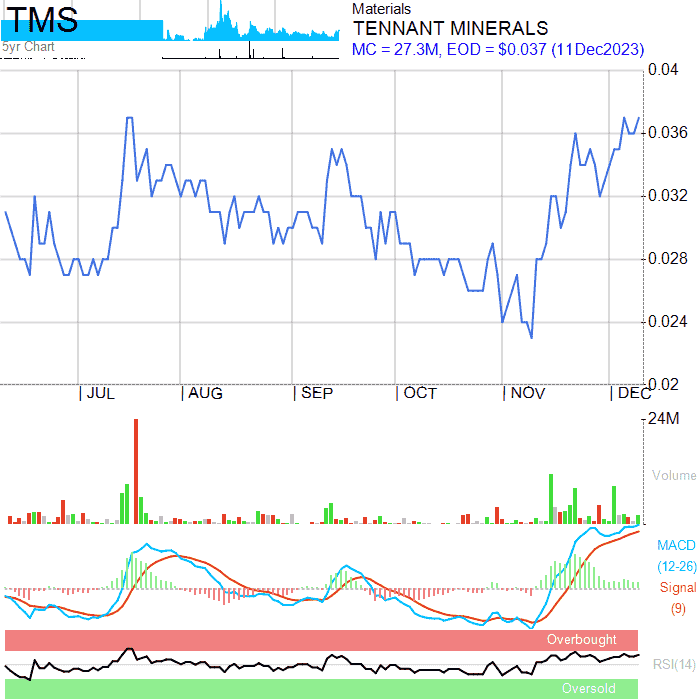 TMS
5yr Chart
Materials
TENNANT MINERALS
MC = 27.3M, EOD = $0.037 (11Dec2023)
0.04
0.036
0.032
0.028
0.024
0.02
JUL AUG SEP OCT NOV DEC
24M
Volume
MACD
(12-26)
Signal
(9)
Overbought
RSI(14)
Oversold